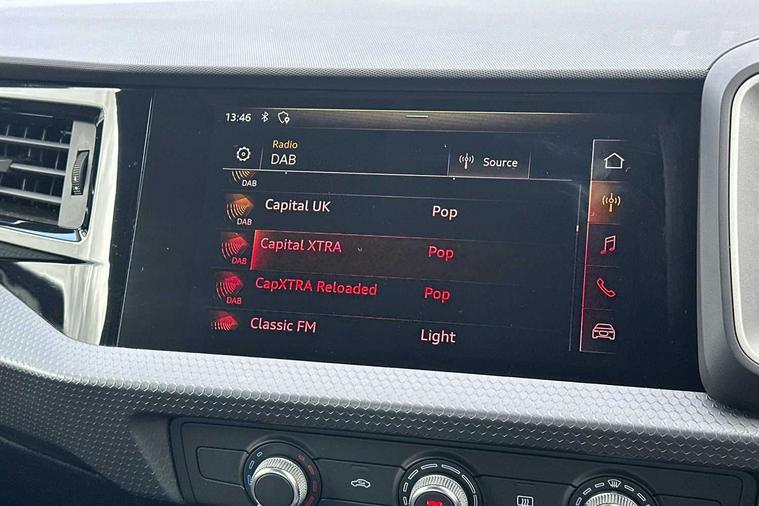 13:46
Radio
DAB
Source
DAB
Capital UK Pop
DAB
Capital XTRA Pop
DAB
CapXTRA Reloaded Pop
DAB
Classic FM Light